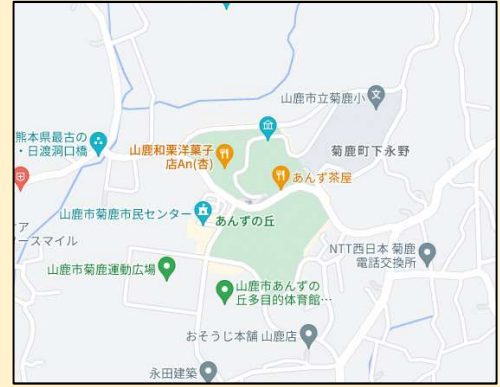 山鹿市立菊鹿小
熊本県最古の
・日渡洞口橋
山鹿和栗洋菓子
店An(杏)
菊鹿町下永野
あんず茶屋
山鹿市菊鹿市民センター
あんずの丘
ア
ースマイル
NTT西日本 菊鹿
電話交換所
山鹿市菊鹿運動広場
山鹿市あんずの
丘多目的体育館…
おそうじ本舗 山鹿店
永田建築